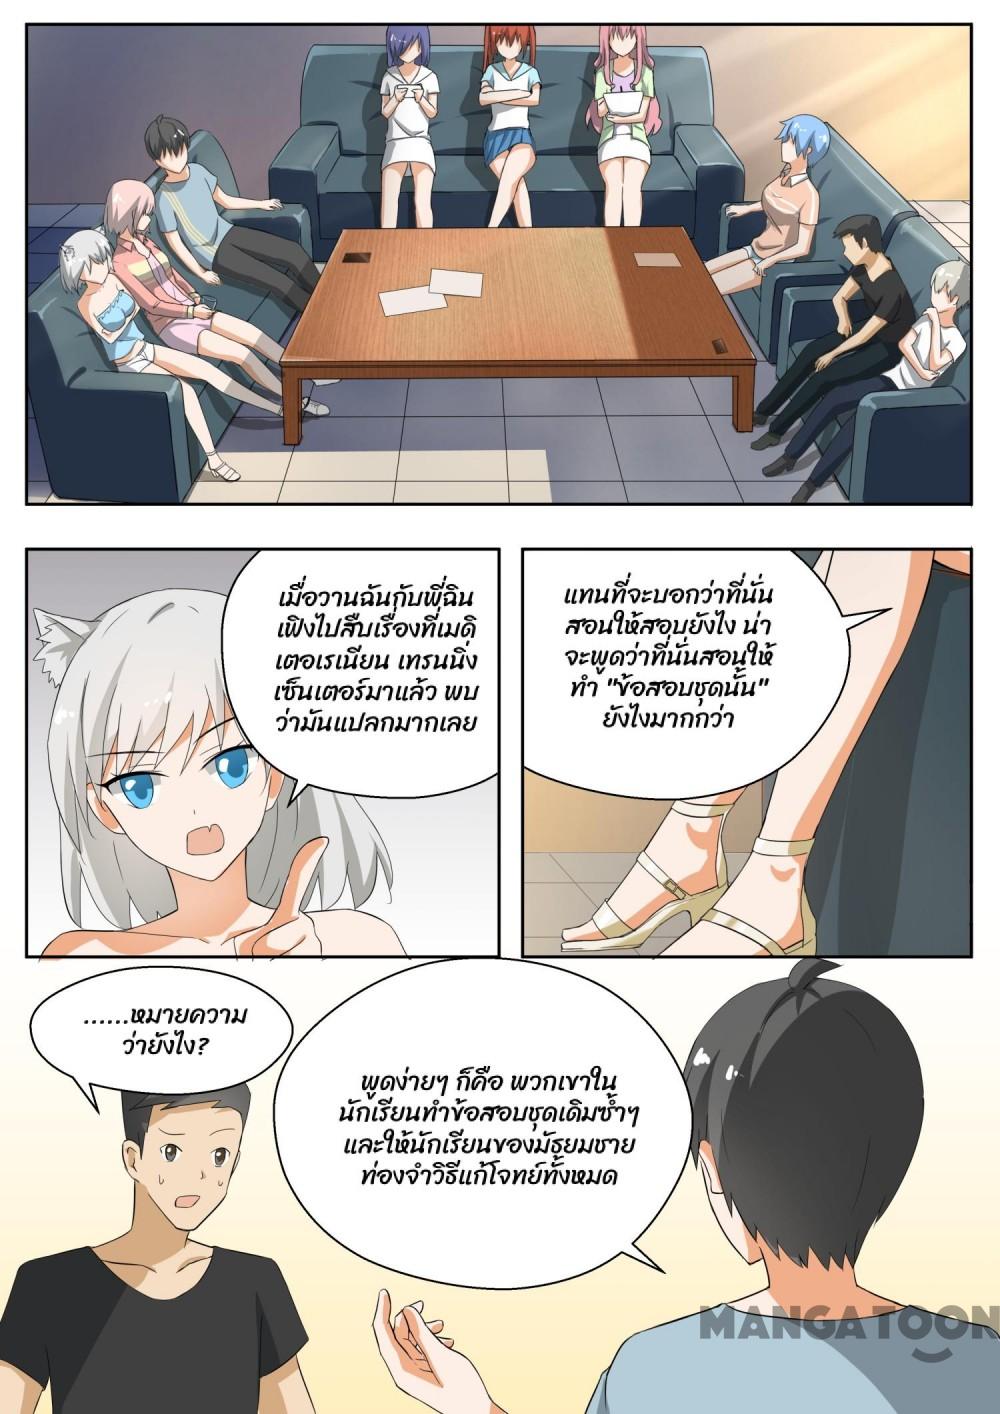 เมื่อวานฉันกับพี่ฉิน
เฟิงไปสืบเรื่องที่เมดิ
เตอเรเนียน เทรนนิ่ง
เซ็นเตอร์มาแล้ว พบ
ว่ามันแปลกมากเลย
แทนที่จะบอกว่าที่นั่น
สอนให้สอบยังไง น่า
จะพูดว่าที่นั่นสอนให้
ทำ "ข้อสอบชุดนั้น"
ยังไงมากกว่า
......หมายความ
ว่ายังไง?
พูดง่ายๆ ก็คือ พวกเขาใน
นักเรียนทำข้อสอบชุดเดิมซ้ำๆ
และให้นักเรียนของมัธยมชาย
ท่องจำวิธีแก้โจทย์ทั้งหมด
MANGATOON